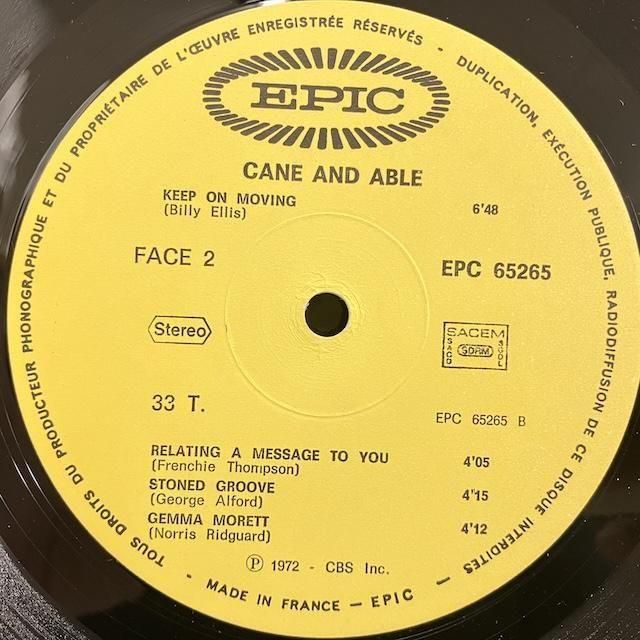 TOUS DROITS DU PRODUCTEUR PHONOGRAPHIQUE ET DU PROPRIÉTAIRE DE L'ŒUVRE ENREGISTRÉE RÉSERVÉS - DUPLICATION, EXÉCUTION PUBLIQUE, RADIODIFFUSION DE CE DISQUE INTERDITES
EPIC
CANE AND ABLE
KEEP ON MOVING 6'48
(Billy Ellis)
FACE 2 EPC 65265
Stereo
SACEM
SACD SDRM SGDL
33 T. EPC 65265 B
RELATING A MESSAGE TO YOU 4'05
(Frenchie Thompson)
STONED GROOVE 4"15
(George Alford)
GEMMA MORETT 4'12
(Norris Ridguard)
Ⓟ 1972 - CBS Inc.
- MADE IN FRANCE — EPIC -